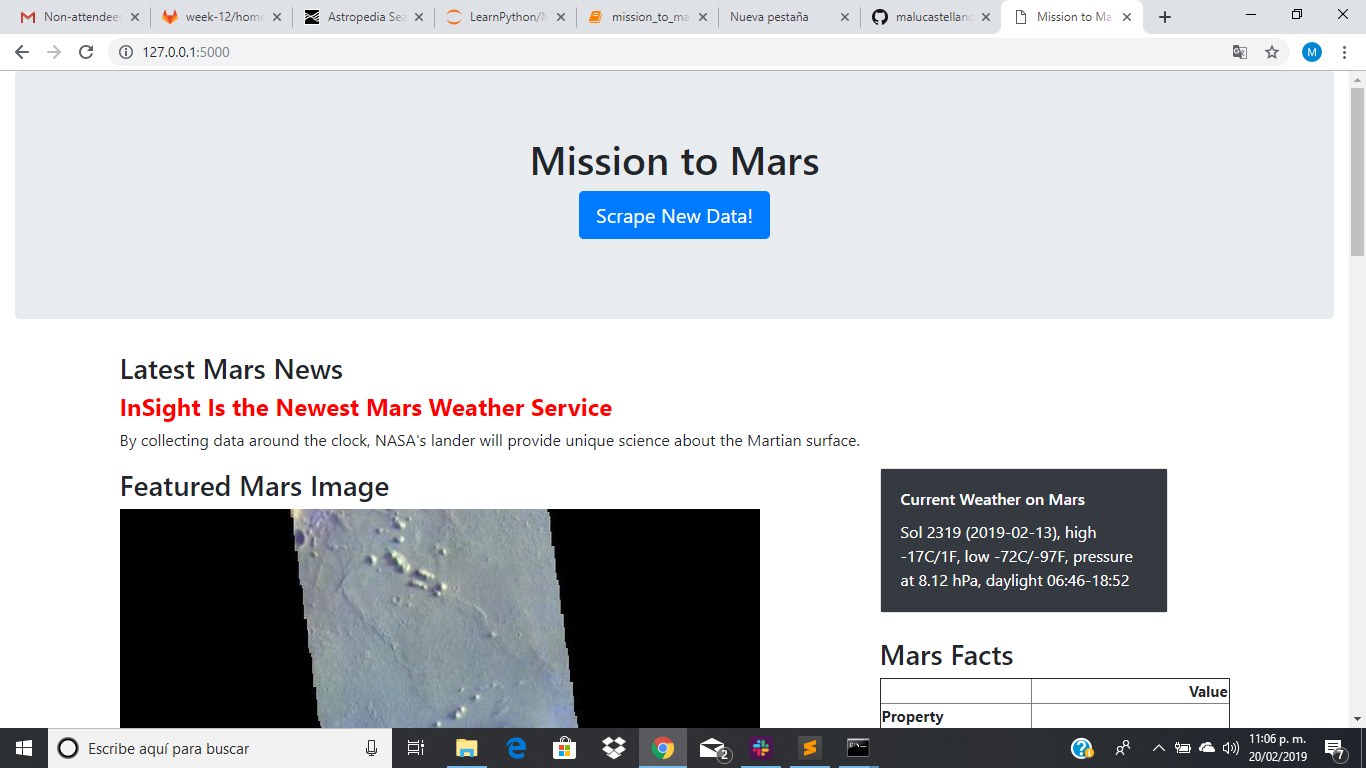 Non-attendee
week-12/home
Astropedia Sea
LearnPython/M
mission_to_ma
Nueva pestaña
malucastellano
Mission to Ma
127.0.0.1:5000
M
Mission to Mars
Scrape New Data!
Latest Mars News
InSight Is the Newest Mars Weather Service
By collecting data around the clock, NASA's lander will provide unique science about the Martian surface.
Featured Mars Image
Current Weather on Mars
Sol 2319 (2019-02-13), high
-17C/1F, low -72C/-97F, pressure
at 8.12 hPa, daylight 06:46-18:52
Mars Facts
Value
Property
Escribe aquí para buscar
2
11:06 p. m.
20/02/2019
7